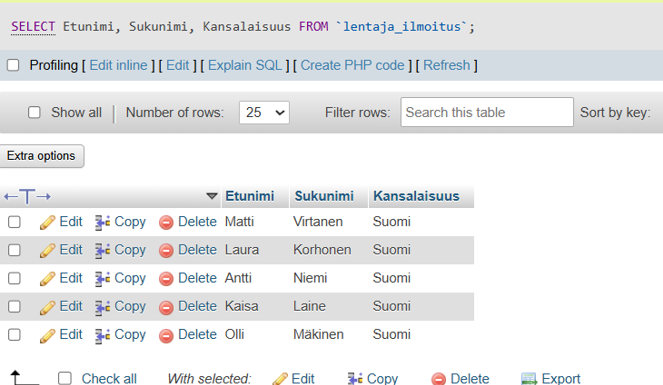 SELECT Etunimi, Sukunimi, Kansalaisuus FROM `lentaja_ilmoitus`;
Profiling [ Edit inline ] [ Edit ] [ Explain SQL ] [ Create PHP code ] [ Refresh ]
Show all Number of rows: 25 Filter rows: Search this table Sort by key:
Extra options
←T→ Etunimi Sukunimi Kansalaisuus
Edit Copy Delete Matti Virtanen Suomi
Edit Copy Delete Laura Korhonen Suomi
Edit Copy Delete Antti Niemi Suomi
Edit Copy Delete Kaisa Laine Suomi
Edit Copy Delete Olli Mäkinen Suomi
Check all With selected: Edit Copy Delete Export